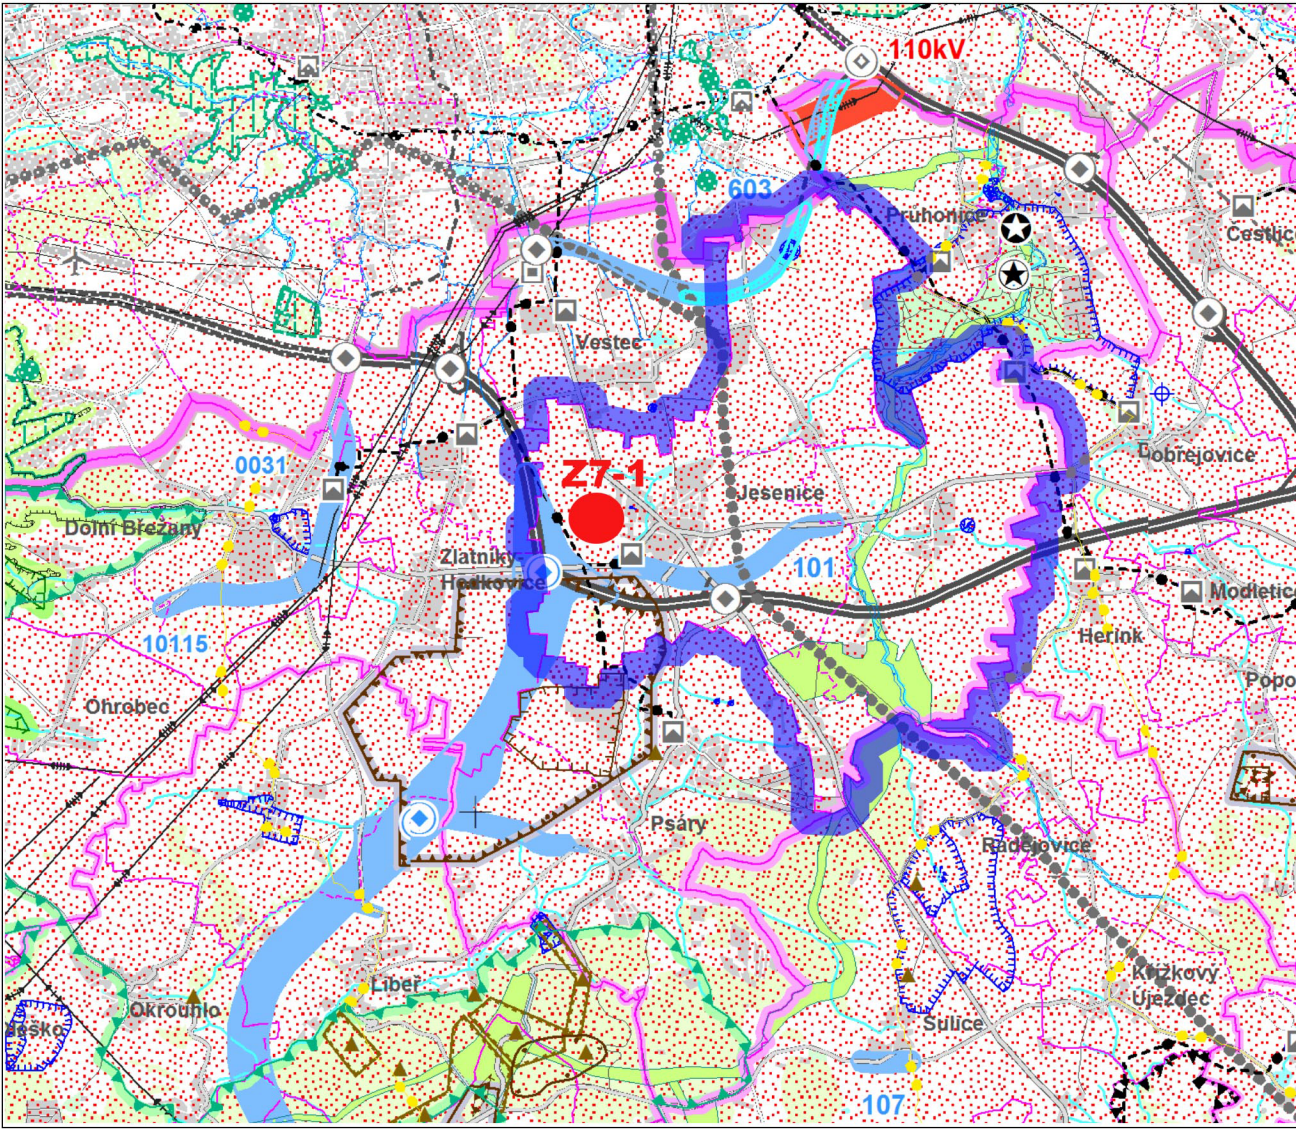 110kV
603
Průhonice
Čestlice
Vestec
Z7-1
0031
Dobřejovice
Jesenice
Dolní Břežany
Zlatníky-
Hodkovice
101
Modletice
10115
Herink
Ohrobec
Popo
Psáry
Radějovice
Křížkový
Újezdec
Libeř
Okrouhlo
Sulice
107